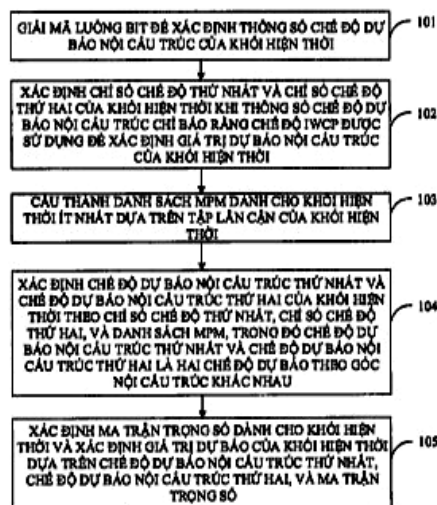 GIẢI MÃ LUỒNG BIT ĐỂ XÁC ĐỊNH THÔNG SỐ CHẾ ĐỘ DỰ
BÁO NỘI CẤU TRÚC CỦA KHỐI HIỆN THỜI
101
XÁC ĐỊNH CHỈ SỐ CHẾ ĐỘ THỨ NHẤT VÀ CHỈ SỐ CHẾ ĐỘ
THỨ HAI CỦA KHỐI HIỆN THỜI KHI THÔNG SỐ CHẾ ĐỘ DỰ
BÁO NỘI CẤU TRÚC CHỈ BÁO RẰNG CHẾ ĐỘ IWCP ĐƯỢC
SỬ DỤNG ĐỂ XÁC ĐỊNH GIÁ TRỊ DỰ BÁO NỘI CẤU TRÚC
CỦA KHỐI HIỆN THỜI
102
CẤU THÀNH DANH SÁCH MPM DÀNH CHO KHỐI HIỆN
THỜI ÍT NHẤT DỰA TRÊN TẬP LÂN CẬN CỦA KHỐI HIỆN
THỜI
103
XÁC ĐỊNH CHẾ ĐỘ DỰ BÁO NỘI CẤU TRÚC THỨ NHẤT VÀ
CHẾ ĐỘ DỰ BÁO NỘI CẤU TRÚC THỨ HAI CỦA KHỐI HIỆN
THỜI THEO CHỈ SỐ CHẾ ĐỘ THỨ NHẤT, CHỈ SỐ CHẾ ĐỘ
THỨ HAI, VÀ DANH SÁCH MPM, TRONG ĐÓ CHẾ ĐỘ DỰ
BÁO NỘI CẤU TRÚC THỨ NHẤT VÀ CHẾ ĐỘ DỰ BÁO NỘI
CẤU TRÚC THỨ HAI LÀ HAI CHẾ ĐỘ DỰ BÁO THEO GÓC
NỘI CẤU TRÚC KHÁC NHAU
104
XÁC ĐỊNH MA TRẬN TRỌNG SỐ DÀNH CHO KHỐI HIỆN
THỜI VÀ XÁC ĐỊNH GIÁ TRỊ DỰ BÁO CỦA KHỐI HIỆN THỜI
DỰA TRÊN CHẾ ĐỘ DỰ BÁO NỘI CẤU TRÚC THỨ NHẤT,
CHẾ ĐỘ DỰ BÁO NỘI CẤU TRÚC THỨ HAI, VÀ MA TRẬN
TRỌNG SỐ
105